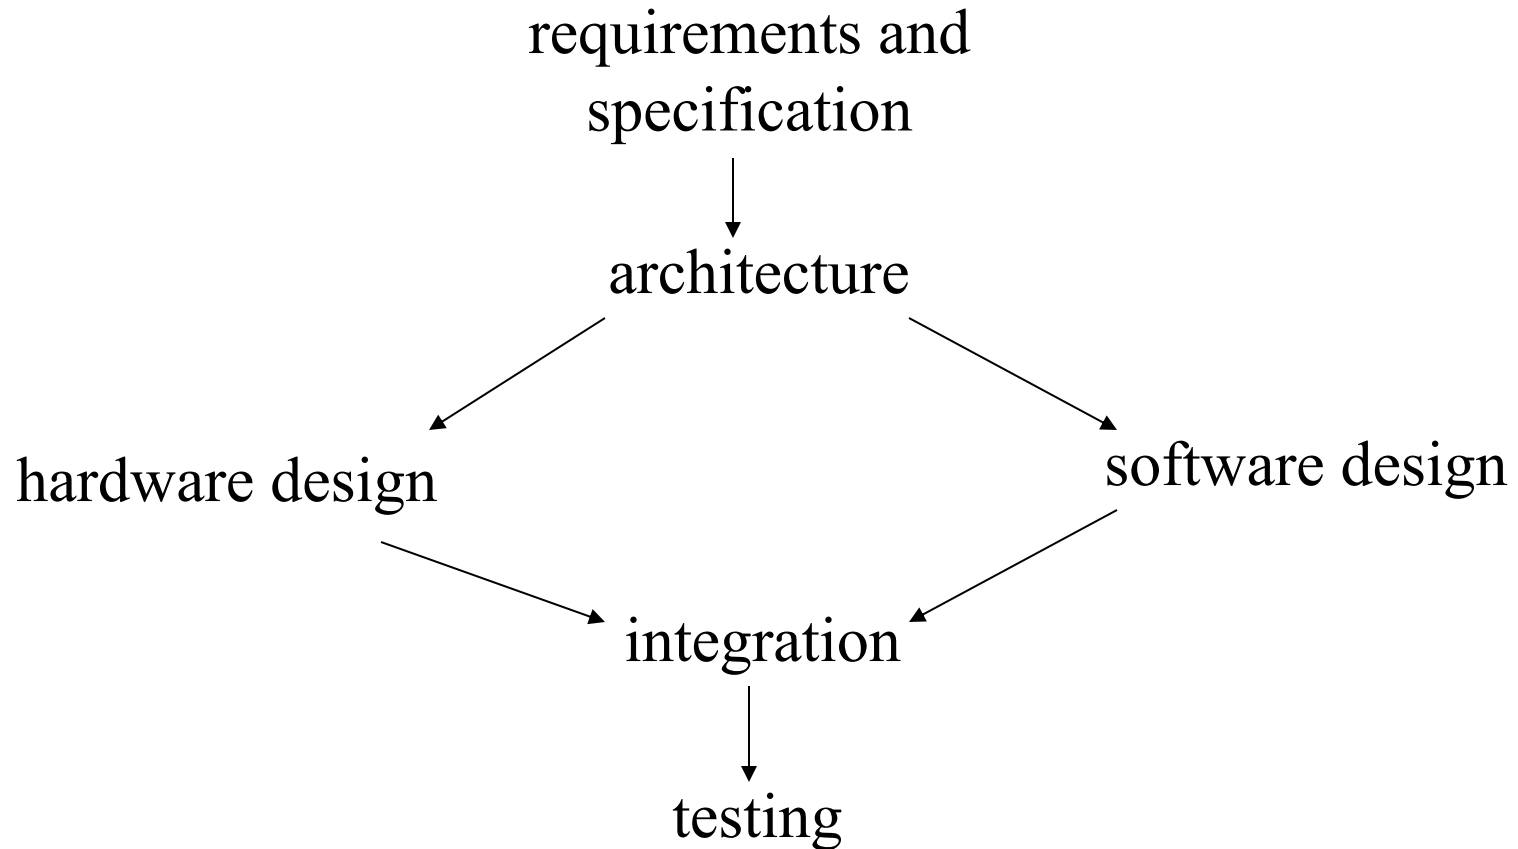 requirements and
specification
architecture
hardware design
software design
integration
testing